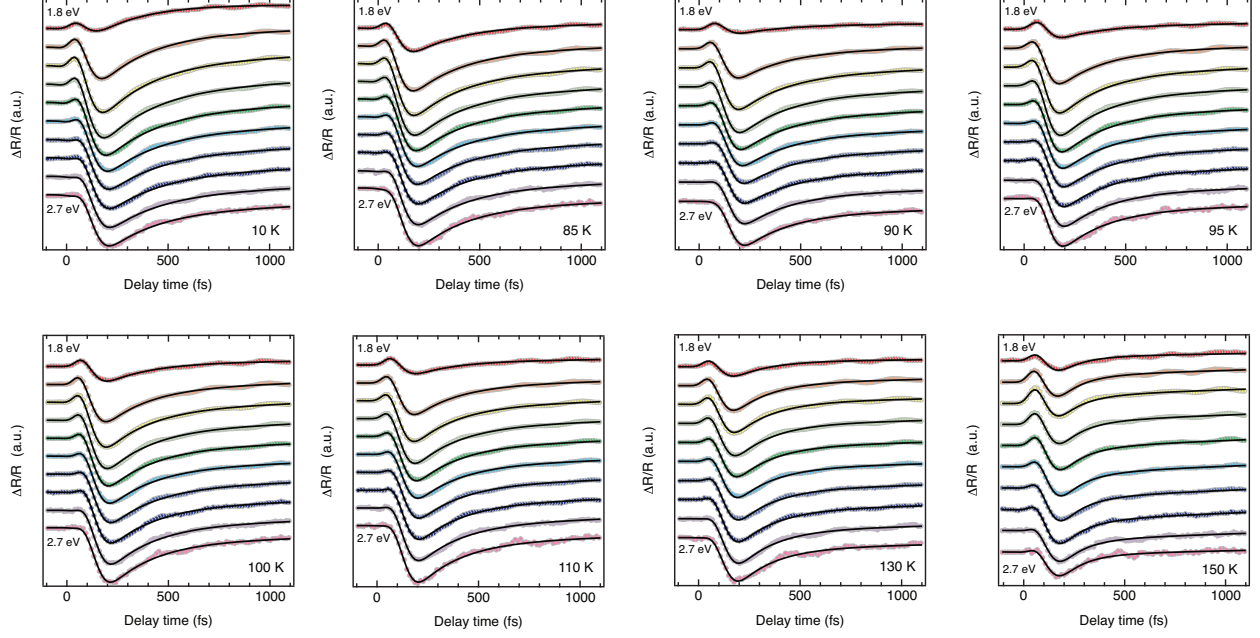 1.8 eV
ΔR/R (a.u.)
2.7 eV
10 K
0 500 1000
Delay time (fs)
1.8 eV
ΔR/R (a.u.)
2.7 eV
85 K
0 500 1000
Delay time (fs)
1.8 eV
ΔR/R (a.u.)
2.7 eV
90 K
0 500 1000
Delay time (fs)
1.8 eV
ΔR/R (a.u.)
2.7 eV
95 K
0 500 1000
Delay time (fs)
1.8 eV
ΔR/R (a.u.)
2.7 eV
100 K
0 500 1000
Delay time (fs)
1.8 eV
ΔR/R (a.u.)
2.7 eV
110 K
0 500 1000
Delay time (fs)
1.8 eV
ΔR/R (a.u.)
2.7 eV
130 K
0 500 1000
Delay time (fs)
1.8 eV
ΔR/R (a.u.)
2.7 eV
150 K
0 500 1000
Delay time (fs)